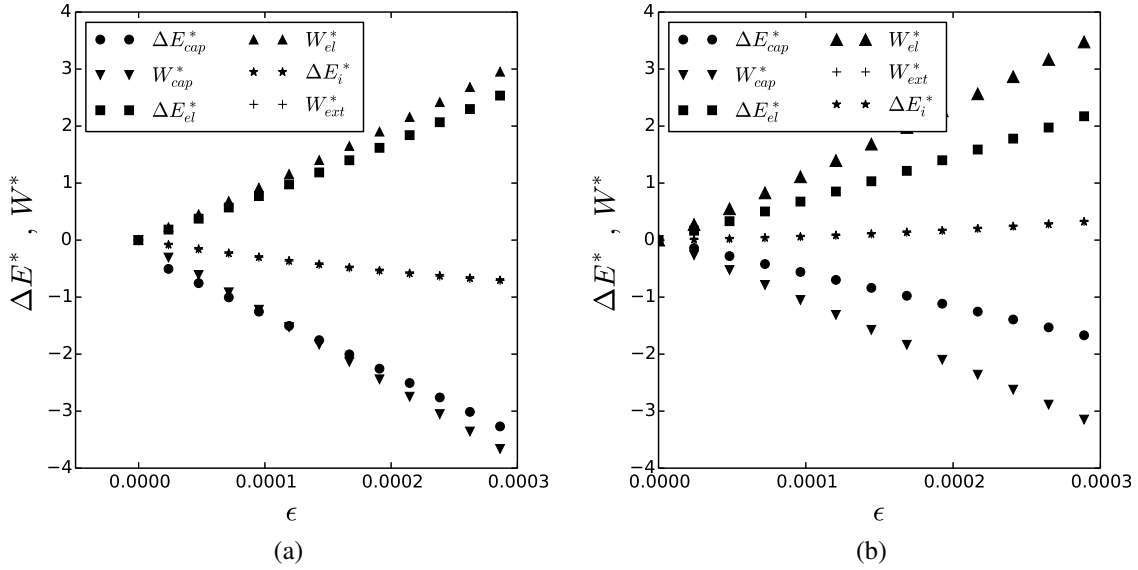 4
3
2
1
0
−1
−2
−3
−4
ΔE* , W*
ΔE*cap
W*cap
ΔE*el
W*el
ΔEi*
W*ext
0.0000 0.0001 0.0002 0.0003
ϵ
(a)
4
3
2
1
0
−1
−2
−3
−4
ΔE* , W*
ΔE*cap
W*cap
ΔE*el
W*el
W*ext
ΔEi*
0.0000 0.0001 0.0002 0.0003
ϵ
(b)